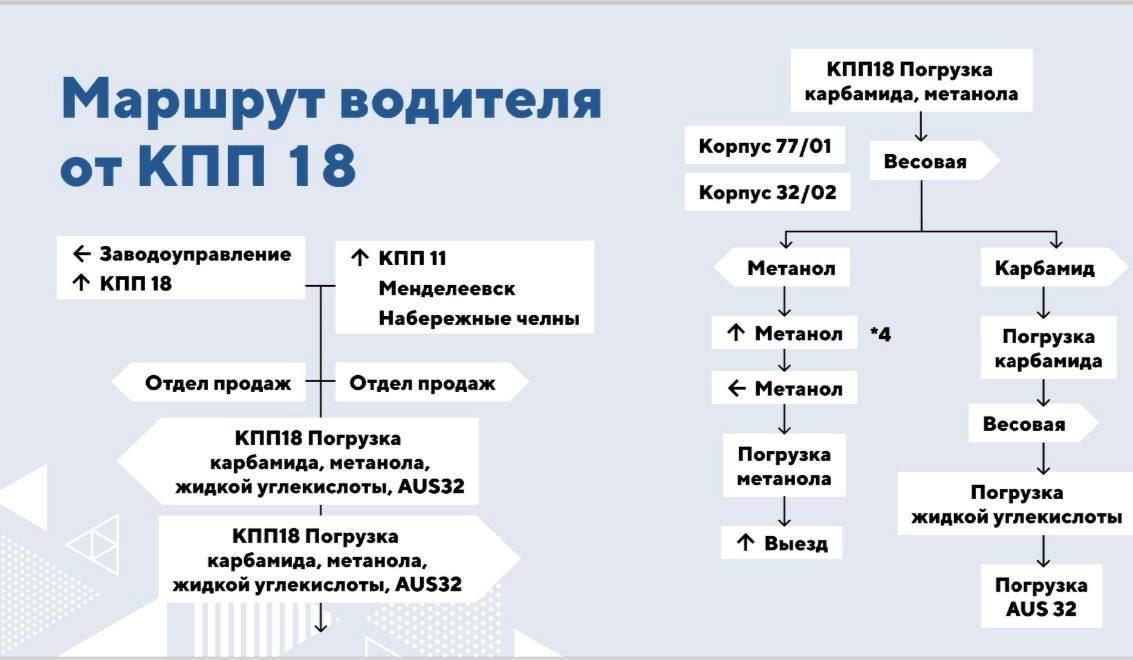 Маршрут водителя
от КПП 18
← Заводоуправление
↑ КПП 18
↑ КПП 11
Менделеевск
Набережные челны
Отдел продаж
Отдел продаж
КПП18 Погрузка
карбамида, метанола,
жидкой углекислоты, AUS32
КПП18 Погрузка
карбамида, метанола,
жидкой углекислоты, AUS32
КПП18 Погрузка
карбамида, метанола
Корпус 77/01
Корпус 32/02
Весовая
Метанол
↑ Метанол *4
← Метанол
Погрузка
метанола
↑ Выезд
Карбамид
Погрузка
карбамида
Весовая
Погрузка
жидкой углекислоты
Погрузка
AUS 32